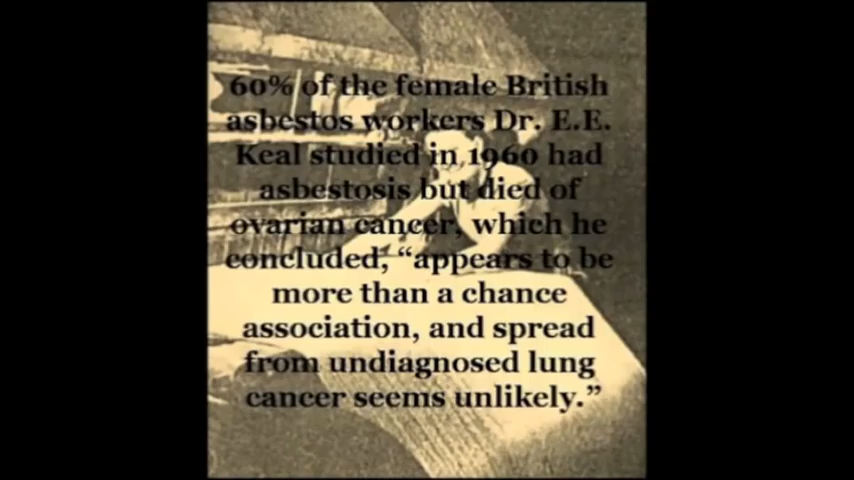 60% of the female British
asbestos workers Dr. E.E.
Keal studied in 1960 had
asbestosis but died of
ovarian cancer, which he
concluded, “appears to be
more than a chance
association, and spread
from undiagnosed lung
cancer seems unlikely.”